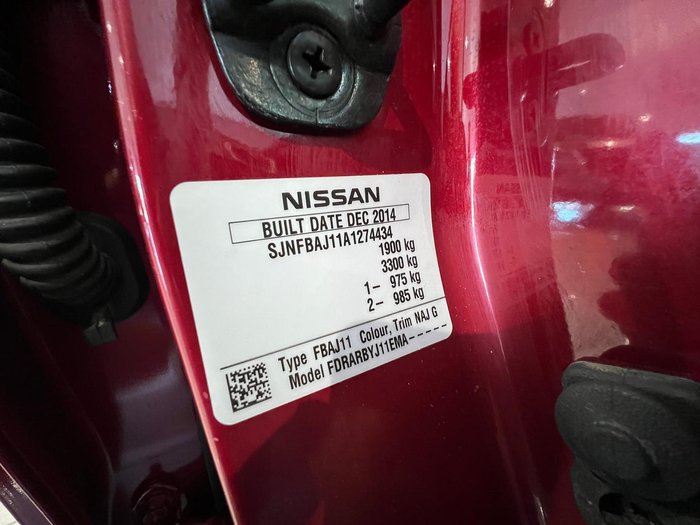 NISSAN
BUILT DATE DEC 2014
SJNFBAJ11A1274434
1900 kg
3300 kg
1– 975 kg
2– 985 kg
Type FBAJ11 Colour, Trim NAJ G
Model FDRARBYJ11EMA-----